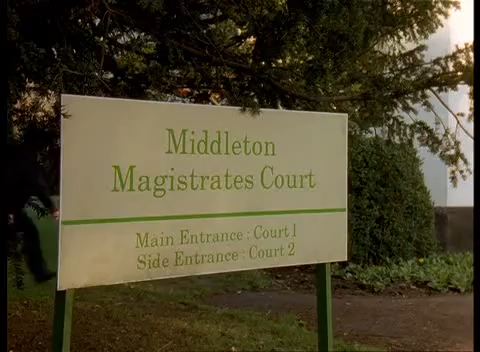 Middleton
Magistrates Court
Main Entrance : Court 1
Side Entrance : Court 2